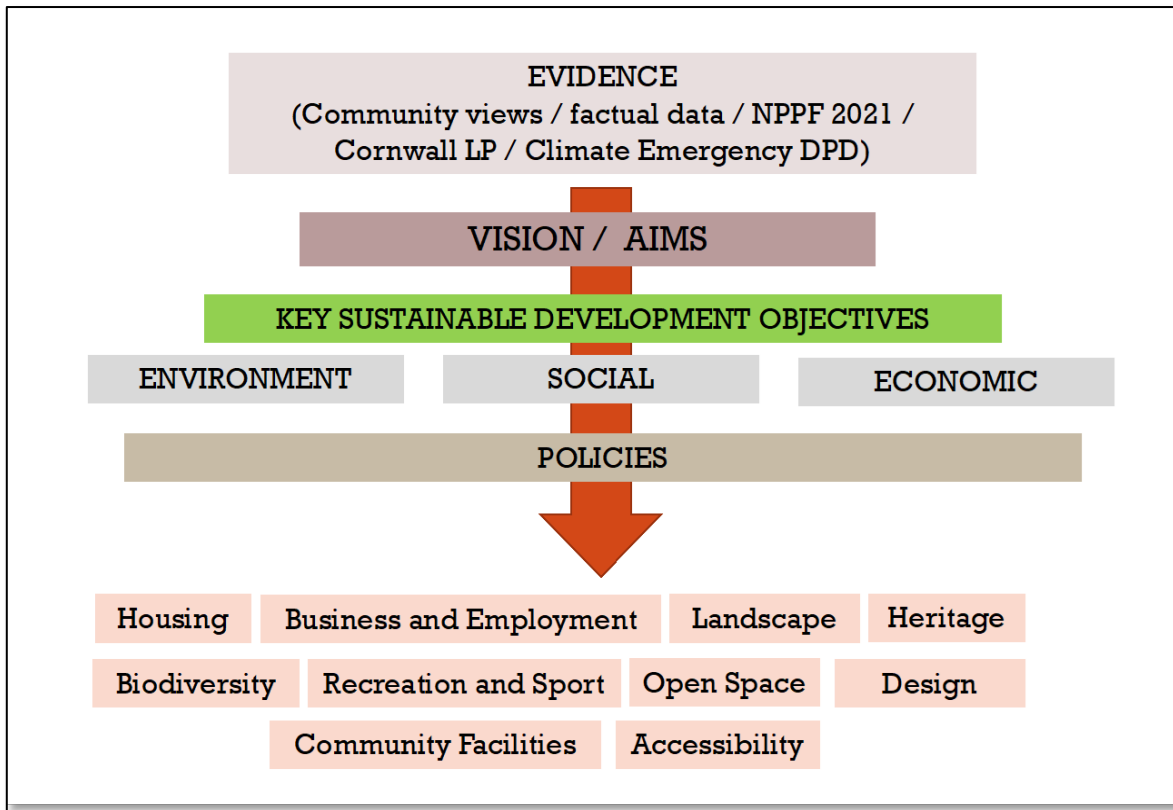 EVIDENCE
(Community views / factual data / NPPF 2021 /
Cornwall LP / Climate Emergency DPD)
VISION / AIMS
KEY SUSTAINABLE DEVELOPMENT OBJECTIVES
ENVIRONMENT
SOCIAL
ECONOMIC
POLICIES
Housing
Business and Employment
Landscape
Heritage
Biodiversity
Recreation and Sport
Open Space
Design
Community Facilities
Accessibility